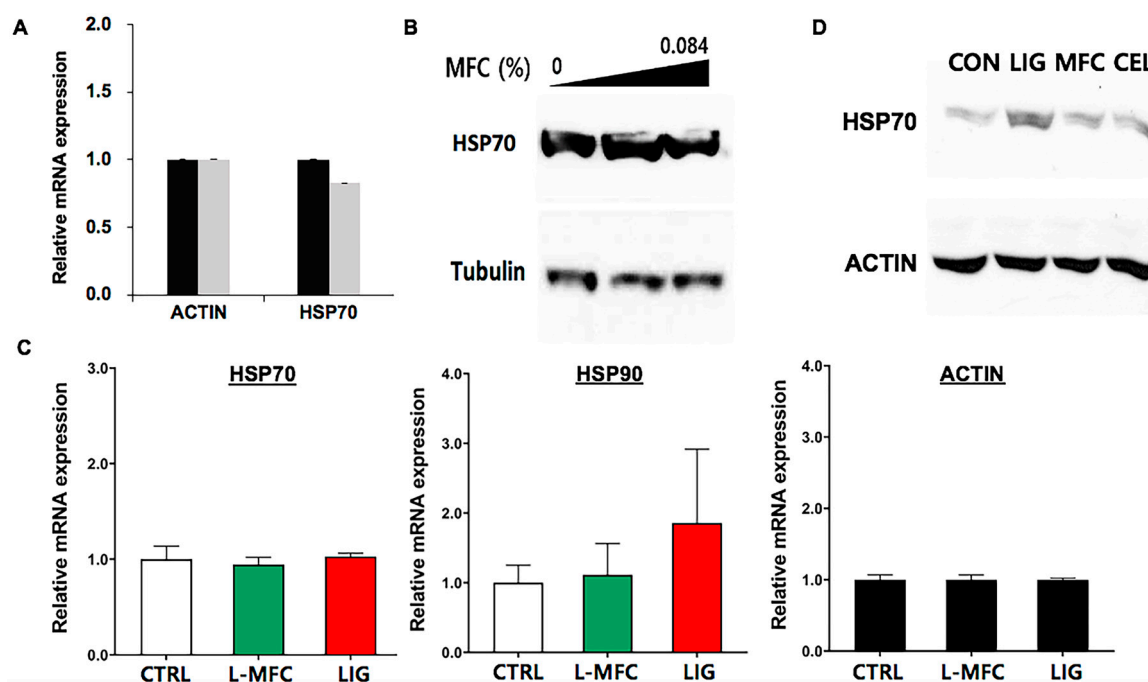 A
Relative mRNA expression
2.0
1.5
1.0
0.5
0.0
ACTIN HSP70
B
MFC (%) 0 0.084
HSP70
Tubulin
D
CON LIG MFC CEL
HSP70
ACTIN
C
HSP70
Relative mRNA expression
3.0
2.0
1.0
0.0
CTRL L-MFC LIG
HSP90
Relative mRNA expression
4.0
3.0
2.0
1.0
0.0
CTRL L-MFC LIG
ACTIN
Relative mRNA expression
4.0
3.0
2.0
1.0
0.0
CTRL L-MFC LIG